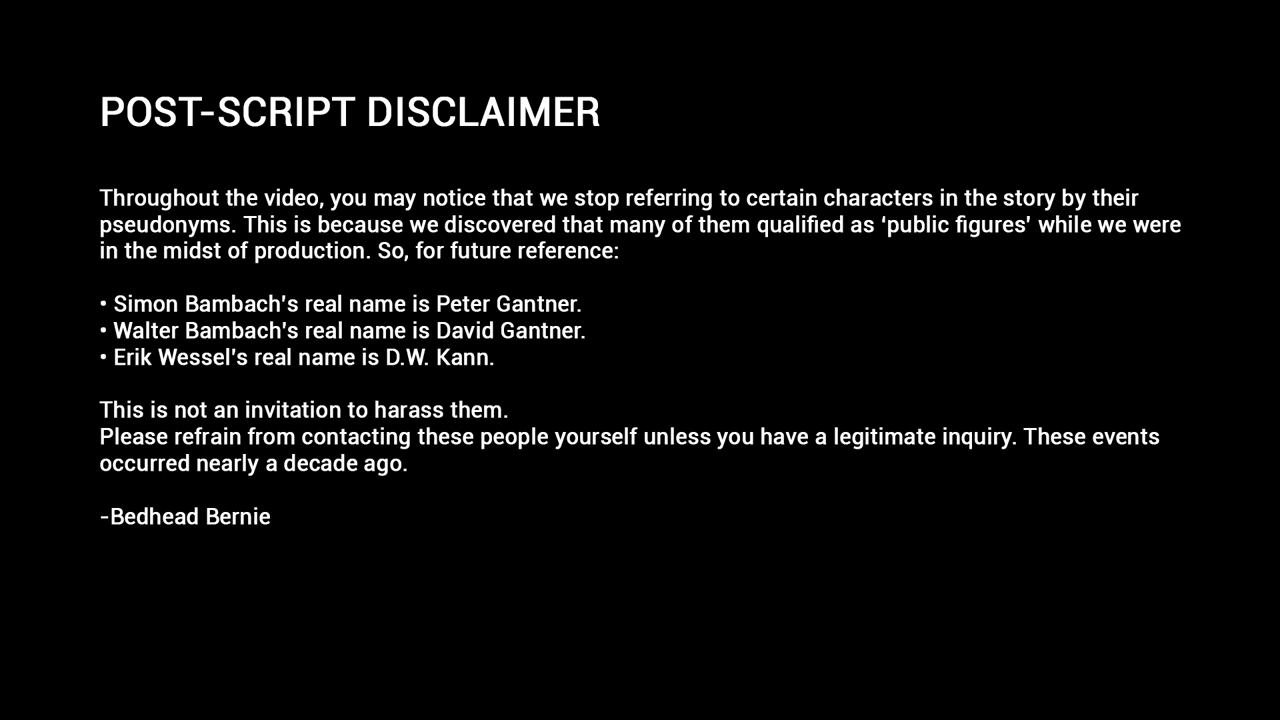 POST-SCRIPT DISCLAIMER
Throughout the video, you may notice that we stop referring to certain characters in the story by their
pseudonyms. This is because we discovered that many of them qualified as ‘public figures’ while we were
in the midst of production. So, for future reference:
• Simon Bambach's real name is Peter Gantner.
• Walter Bambach's real name is David Gantner.
• Erik Wessel's real name is D.W. Kann.
This is not an invitation to harass them.
Please refrain from contacting these people yourself unless you have a legitimate inquiry. These events
occurred nearly a decade ago.
-Bedhead Bernie